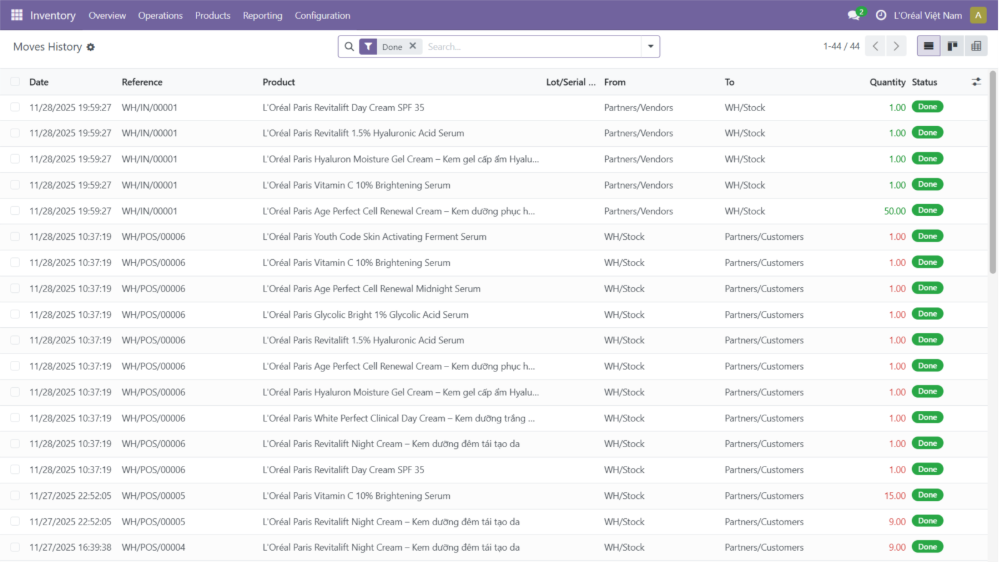 Inventory Overview Operations Products Reporting Configuration 2 L'Oréal Việt Nam A
Moves History Done Search... 1-44 / 44
Date Reference Product Lot/Serial ... From To Quantity Status
11/28/2025 19:59:27 WH/IN/00001 L'Oréal Paris Revitalift Day Cream SPF 35 Partners/Vendors WH/Stock 1.00 Done
11/28/2025 19:59:27 WH/IN/00001 L'Oréal Paris Revitalift 1.5% Hyaluronic Acid Serum Partners/Vendors WH/Stock 1.00 Done
11/28/2025 19:59:27 WH/IN/00001 L'Oréal Paris Hyaluron Moisture Gel Cream – Kem gel cấp ẩm Hyalu... Partners/Vendors WH/Stock 1.00 Done
11/28/2025 19:59:27 WH/IN/00001 L'Oréal Paris Vitamin C 10% Brightening Serum Partners/Vendors WH/Stock 1.00 Done
11/28/2025 19:59:27 WH/IN/00001 L'Oréal Paris Age Perfect Cell Renewal Cream – Kem dưỡng phục h... Partners/Vendors WH/Stock 50.00 Done
11/28/2025 10:37:19 WH/POS/00006 L'Oréal Paris Youth Code Skin Activating Ferment Serum WH/Stock Partners/Customers 1.00 Done
11/28/2025 10:37:19 WH/POS/00006 L'Oréal Paris Vitamin C 10% Brightening Serum WH/Stock Partners/Customers 1.00 Done
11/28/2025 10:37:19 WH/POS/00006 L'Oréal Paris Age Perfect Cell Renewal Midnight Serum WH/Stock Partners/Customers 1.00 Done
11/28/2025 10:37:19 WH/POS/00006 L'Oréal Paris Glycolic Bright 1% Glycolic Acid Serum WH/Stock Partners/Customers 1.00 Done
11/28/2025 10:37:19 WH/POS/00006 L'Oréal Paris Revitalift 1.5% Hyaluronic Acid Serum WH/Stock Partners/Customers 1.00 Done
11/28/2025 10:37:19 WH/POS/00006 L'Oréal Paris Age Perfect Cell Renewal Cream – Kem dưỡng phục h... WH/Stock Partners/Customers 1.00 Done
11/28/2025 10:37:19 WH/POS/00006 L'Oréal Paris Hyaluron Moisture Gel Cream – Kem gel cấp ẩm Hyalu... WH/Stock Partners/Customers 1.00 Done
11/28/2025 10:37:19 WH/POS/00006 L'Oréal Paris White Perfect Clinical Day Cream – Kem dưỡng trắng ... WH/Stock Partners/Customers 1.00 Done
11/28/2025 10:37:19 WH/POS/00006 L'Oréal Paris Revitalift Night Cream – Kem dưỡng đêm tái tạo da WH/Stock Partners/Customers 1.00 Done
11/28/2025 10:37:19 WH/POS/00006 L'Oréal Paris Revitalift Day Cream SPF 35 WH/Stock Partners/Customers 1.00 Done
11/27/2025 22:52:05 WH/POS/00005 L'Oréal Paris Vitamin C 10% Brightening Serum WH/Stock Partners/Customers 15.00 Done
11/27/2025 22:52:05 WH/POS/00005 L'Oréal Paris Revitalift Night Cream – Kem dưỡng đêm tái tạo da WH/Stock Partners/Customers 9.00 Done
11/27/2025 16:39:38 WH/POS/00004 L'Oréal Paris Revitalift Night Cream – Kem dưỡng đêm tái tạo da WH/Stock Partners/Customers 9.00 Done